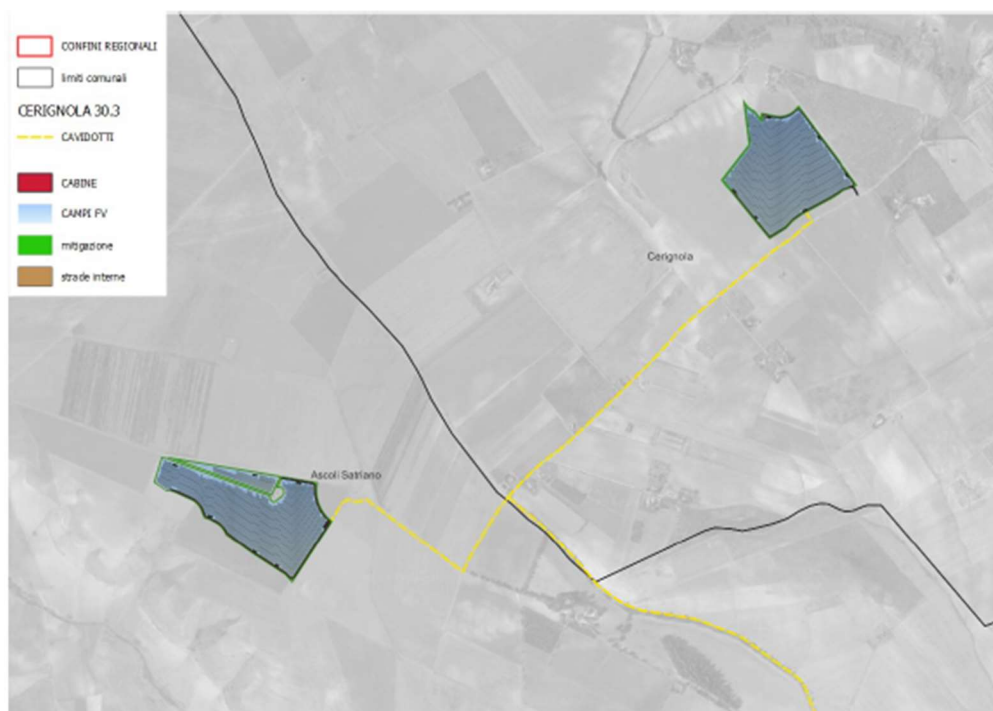 CONFINI REGIONALI
limiti comunali
CERIGNOLA 30.3
CAVIDOTTI
CABINE
CAMPI FV
mitigazione
strade interne
Cerignola
Ascoli Satriano